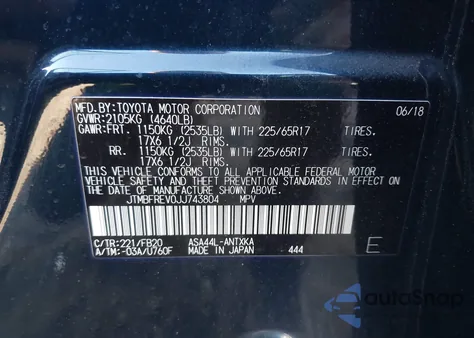 MFD.BY:TOYOTA MOTOR CORPORATION 06/18
GVWR:2105KG (4640LB)
GAWR:FRT. 1150KG (2535LB) WITH 225/65R17 TIRES.
17X6 1/2J RIMS.
RR. 1150KG (2535LB) WITH 225/65R17 TIRES.
17X6 1/2J RIMS.
THIS VEHICLE CONFORMS TO ALL APPLICABLE FEDERAL MOTOR
VEHICLE SAFETY, BUMPER, AND THEFT PREVENTION STANDARDS
IN EFFECT ON THE DATE OF MANUFACTURE SHOWN ABOVE.
JTMBFREV0JJ743804 MPV
C/TR:221/FB20 ASA44L-ANTXKA
A/TM:-03A/U760F MADE IN JAPAN 444 E
autoSnap